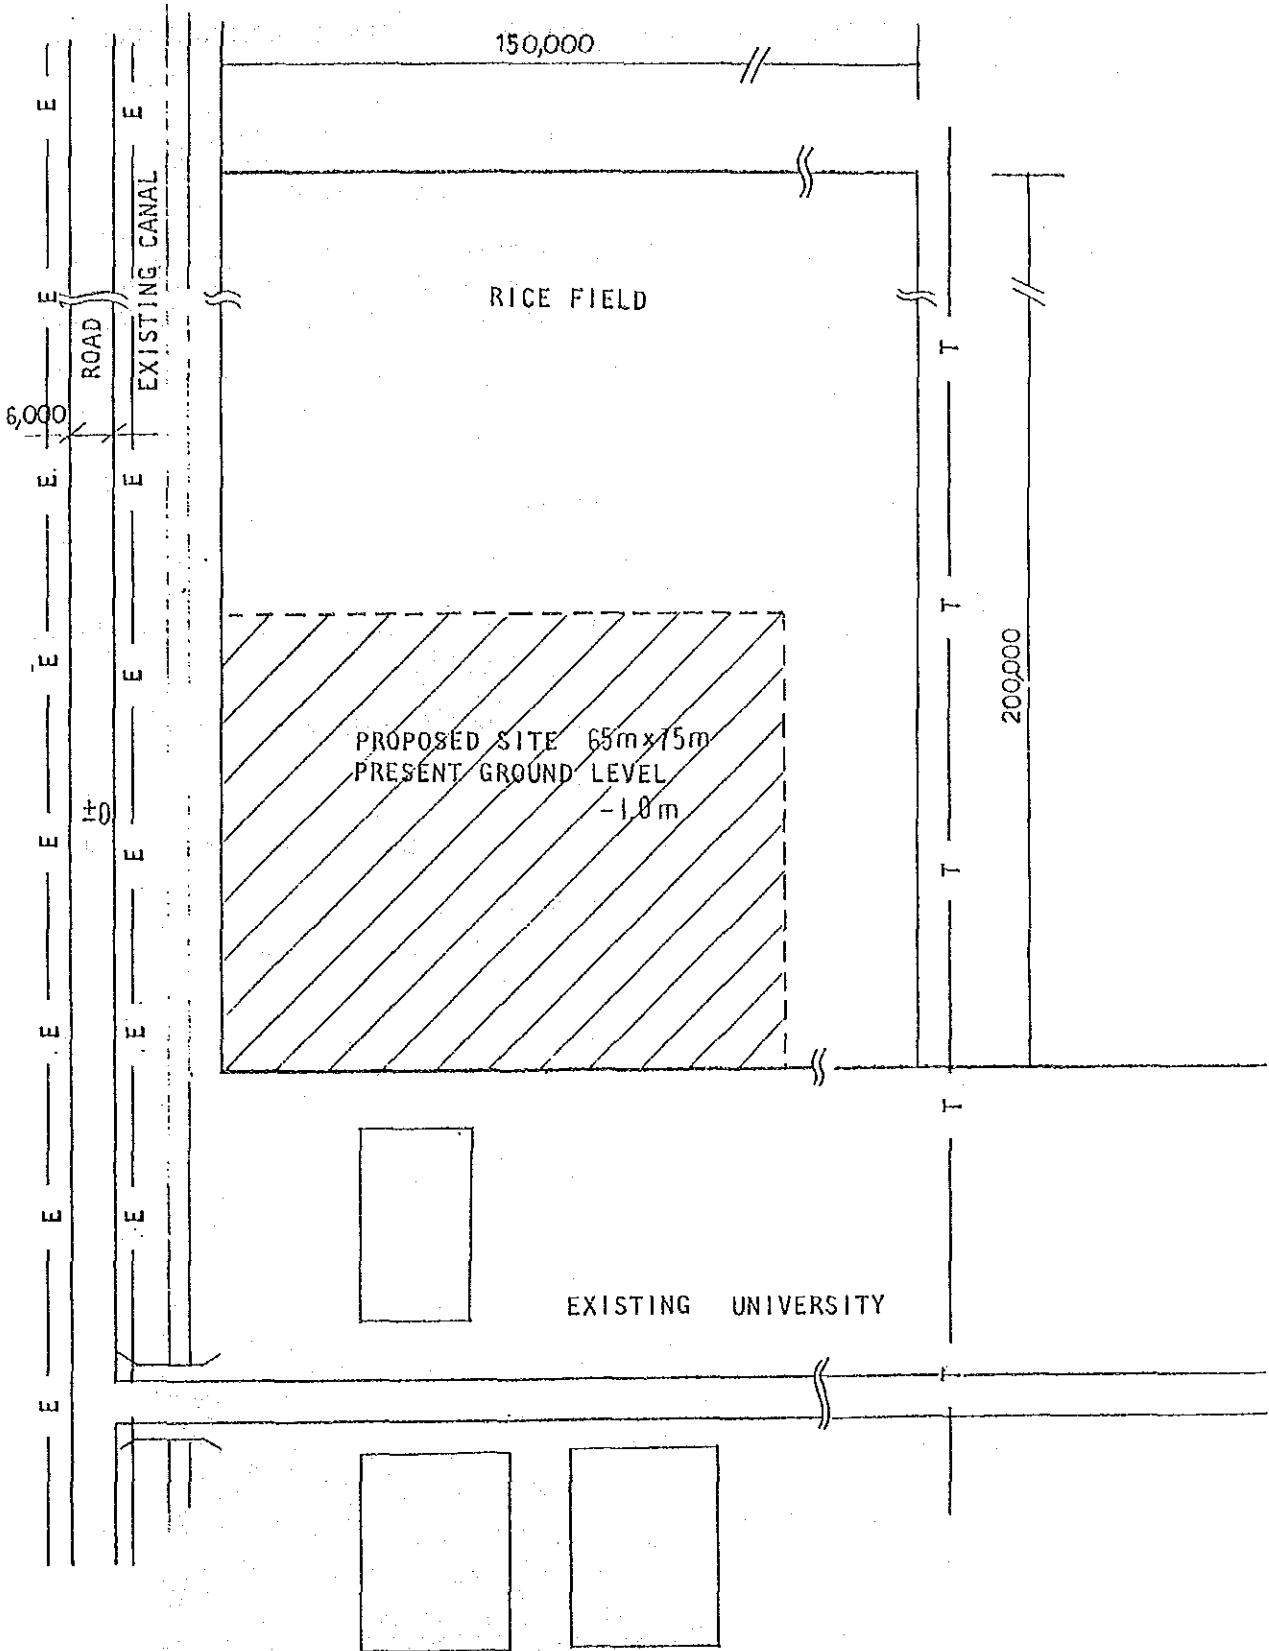 150,000
E E
EXISTING CANAL
ROAD
RICE FIELD
E E
T
6,000
E E
T
E E
200,000
PROPOSED SITE 65m×75m
PRESENT GROUND LEVEL
-1.0m
±0
E E
T
E E
T
E E
EXISTING UNIVERSITY
T
E